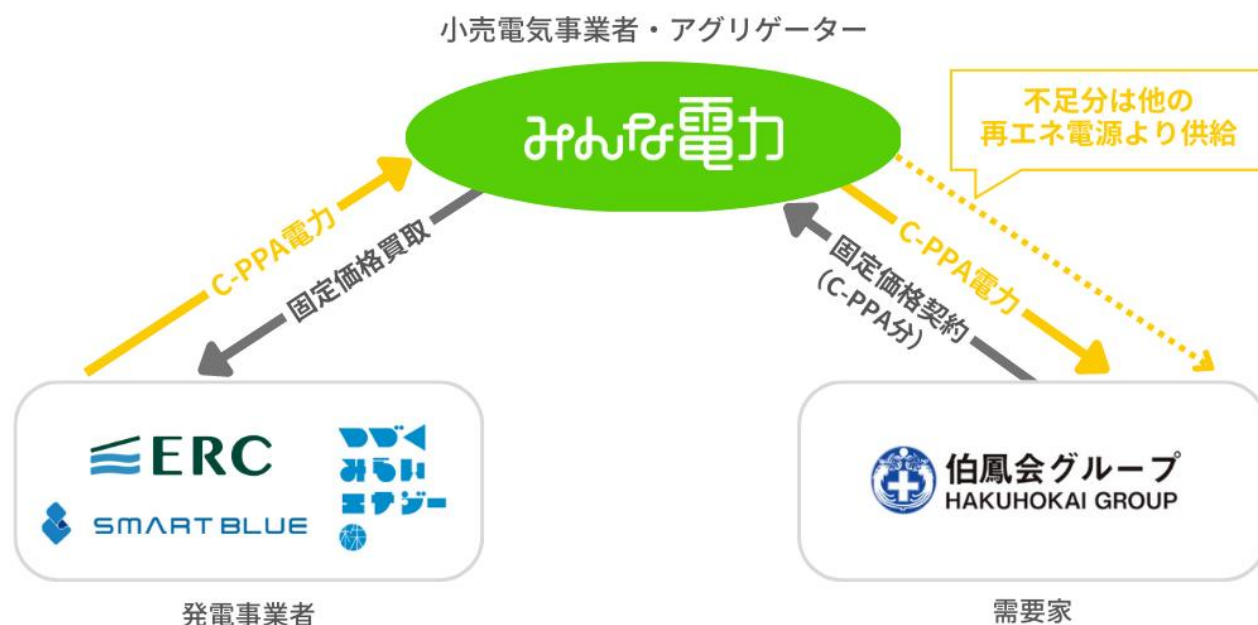 小売電気事業者・アグリゲーター
みんな電力
不足分は他の
再エネ電源より供給
C-PPA電力
固定価格買取
C-PPA電力
固定価格契約
（C-PPA分）
ERC
SMART BLUE
つづく
みらい
エナジー
株
伯鳳会グループ
HAKUHOKAI GROUP
発電事業者
需要家